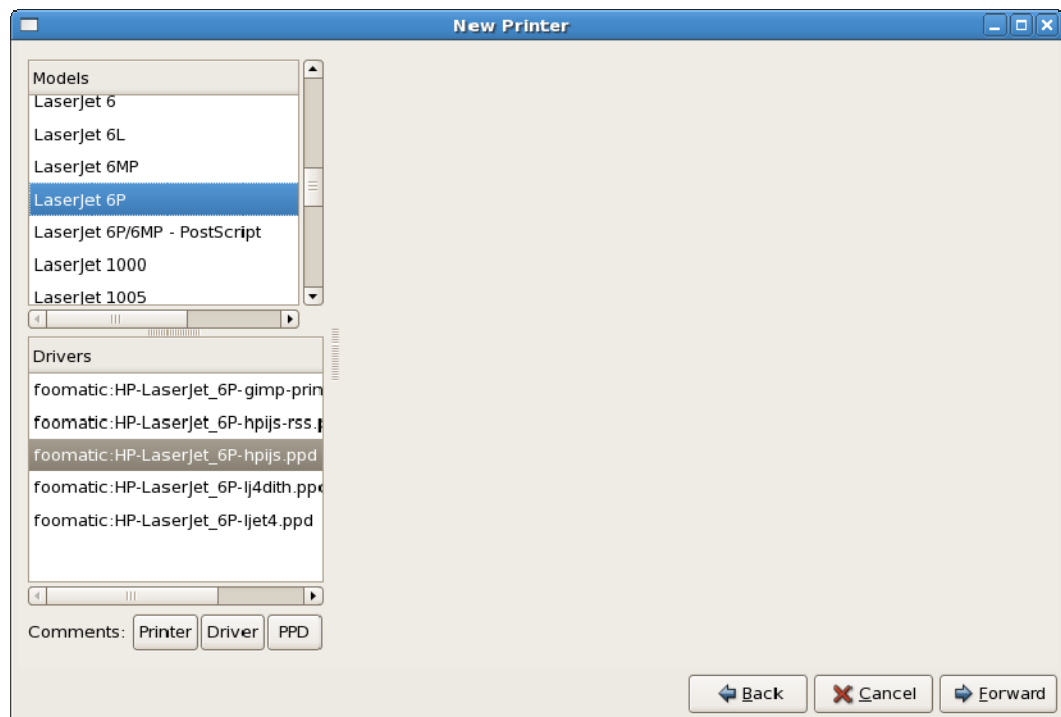 New Printer
Models
LaserJet 6
LaserJet 6L
LaserJet 6MP
LaserJet 6P
LaserJet 6P/6MP - PostScript
LaserJet 1000
LaserJet 1005
Drivers
foomatic:HP-LaserJet_6P-gimp-prin
foomatic:HP-LaserJet_6P-hpijs-rss.p
foomatic:HP-LaserJet_6P-hpijs.ppd
foomatic:HP-LaserJet_6P-lj4dith.ppd
foomatic:HP-LaserJet_6P-ljet4.ppd
Comments: Printer Driver PPD
Back Cancel Forward